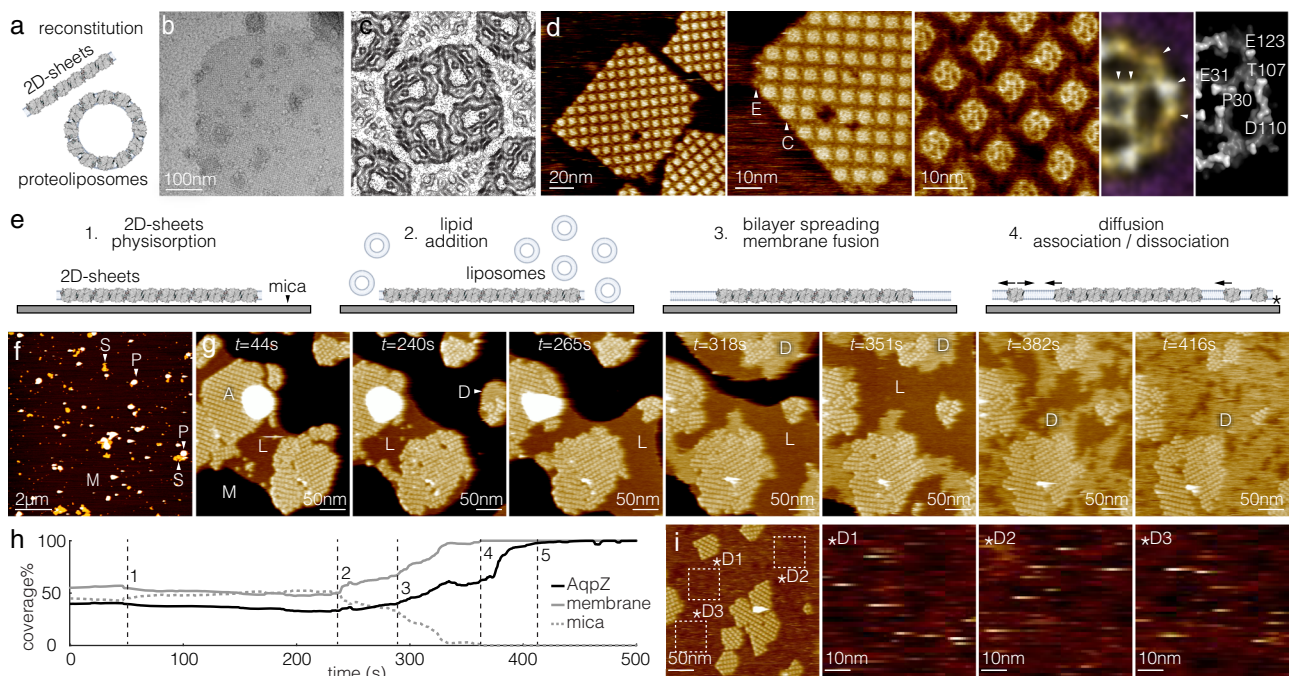 a
reconstitution
2D-sheets
proteoliposomes
b
100nm
c
d
20nm
E
C
10nm
10nm
E123
E31
T107
P30
D110
e
1. 2D-sheets
physisorption
2D-sheets
mica
2. lipid
addition
liposomes
3. bilayer spreading
membrane fusion
4. diffusion
association / dissociation
*
f
S
P
P
S
M
2μm
g
t=44s
A
L
M
50nm
t=240s
D
L
50nm
t=265s
L
50nm
t=318s
D
L
50nm
t=351s
D
L
50nm
t=382s
D
50nm
t=416s
D
50nm
h
coverage%
100
50
0
1
2
3
4
5
AqpZ
membrane
mica
0
100
200
300
400
500
time (s)
i
*D1
*D2
*D3
50nm
*D1
10nm
*D2
10nm
*D3
10nm